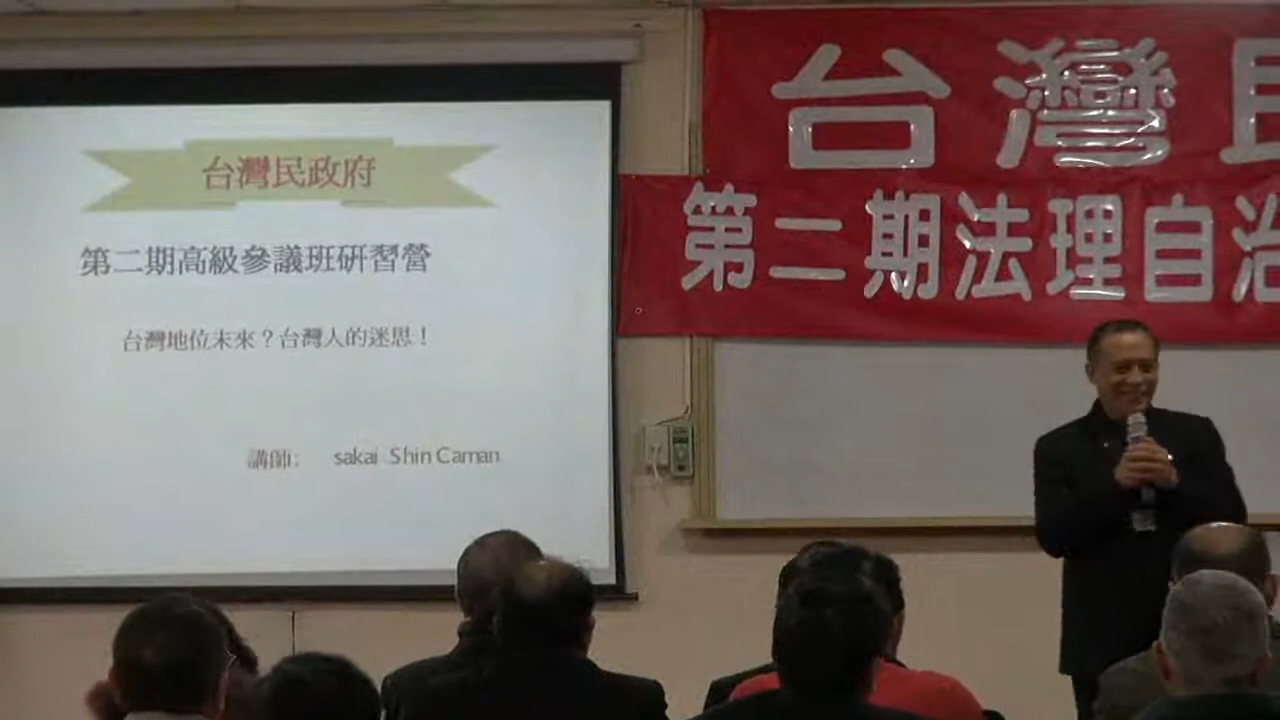 台灣民政府
第二期高級參議班研習營
台灣地位未來？台灣人的迷思！
講師： sakai Shin Caman
台灣
第二期法理自治